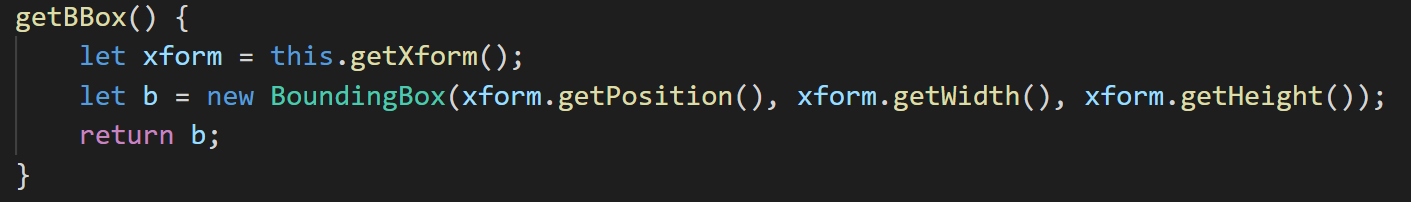 getBBox() {
    let xform = this.getXform();
    let b = new BoundingBox(xform.getPosition(), xform.getWidth(), xform.getHeight());
    return b;
}